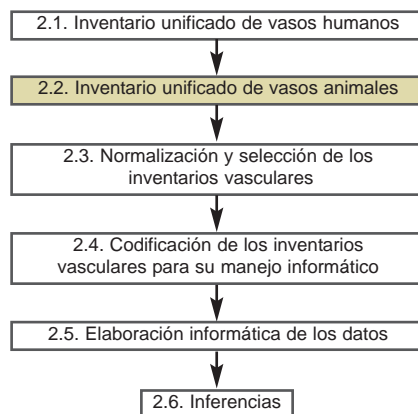 2.1. Inventario unificado de vasos humanos
2.2. Inventario unificado de vasos animales
2.3. Normalización y selección de los
inventarios vasculares
2.4. Codificación de los inventarios
vasculares para su manejo informático
2.5. Elaboración informática de los datos
2.6. Inferencias